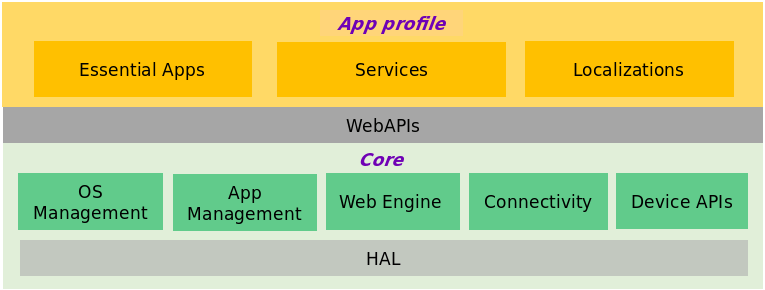 App profile
Essential Apps
Services
Localizations
WebAPIs
Core
OS
Management
App
Management
Web Engine
Connectivity
Device APIs
HAL